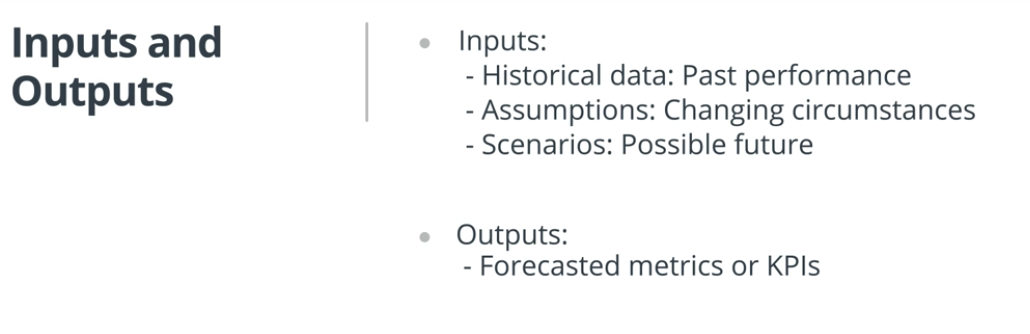 Inputs and
Outputs
• Inputs:
- Historical data: Past performance
- Assumptions: Changing circumstances
- Scenarios: Possible future
• Outputs:
- Forecasted metrics or KPIs